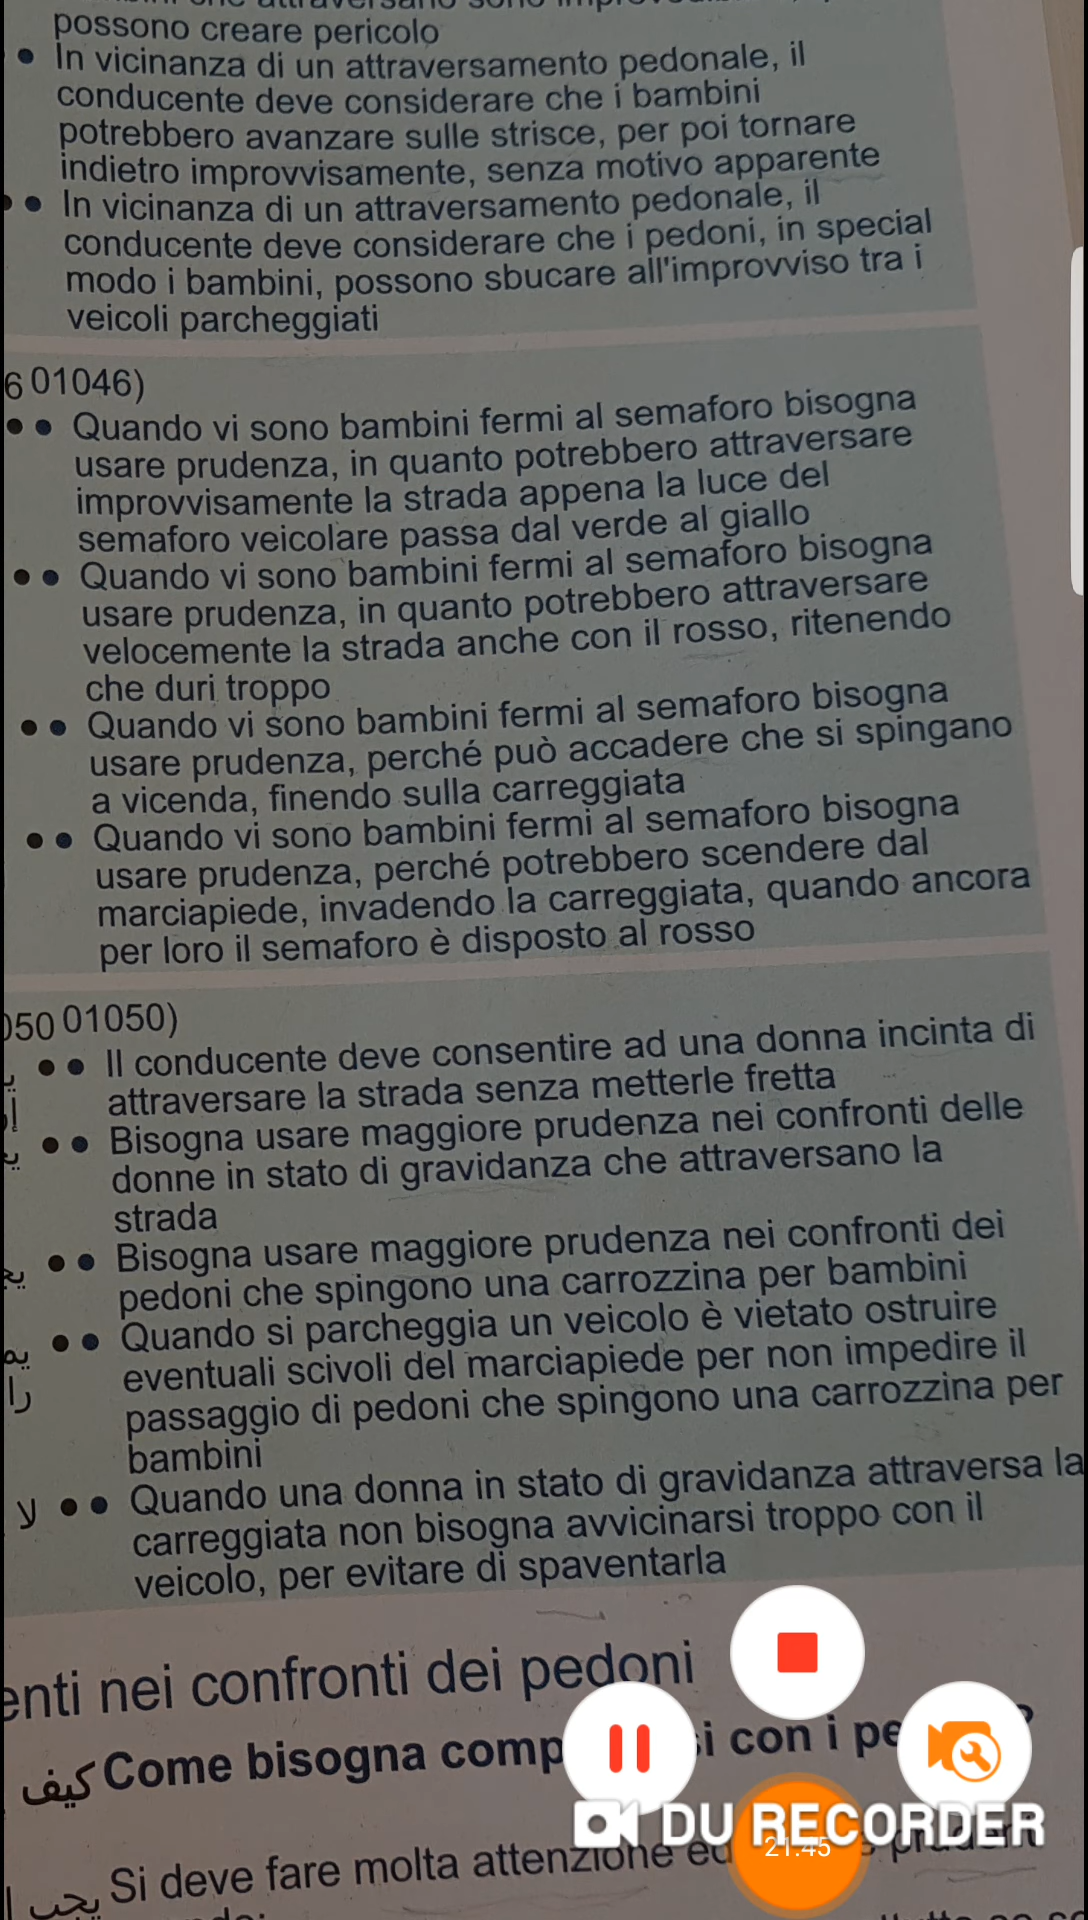 possono creare pericolo
• In vicinanza di un attraversamento pedonale, il
conducente deve considerare che i bambini
potrebbero avanzare sulle strisce, per poi tornare
indietro improvvisamente, senza motivo apparente
• • In vicinanza di un attraversamento pedonale, il
conducente deve considerare che i pedoni, in special
modo i bambini, possono sbucare all'improvviso tra i
veicoli parcheggiati
6 01046)
• • Quando vi sono bambini fermi al semaforo bisogna
usare prudenza, in quanto potrebbero attraversare
improvvisamente la strada appena la luce del
semaforo veicolare passa dal verde al giallo
• • Quando vi sono bambini fermi al semaforo bisogna
usare prudenza, in quanto potrebbero attraversare
velocemente la strada anche con il rosso, ritenendo
che duri troppo
• • Quando vi sono bambini fermi al semaforo bisogna
usare prudenza, perché può accadere che si spingano
a vicenda, finendo sulla carreggiata
• • Quando vi sono bambini fermi al semaforo bisogna
usare prudenza, perché potrebbero scendere dal
marciapiede, invadendo la carreggiata, quando ancora
per loro il semaforo è disposto al rosso
050 01050)
• • Il conducente deve consentire ad una donna incinta di
attraversare la strada senza metterle fretta
• • Bisogna usare maggiore prudenza nei confronti delle
donne in stato di gravidanza che attraversano la
strada
• • Bisogna usare maggiore prudenza nei confronti dei
pedoni che spingono una carrozzina per bambini
• • Quando si parcheggia un veicolo è vietato ostruire
eventuali scivoli del marciapiede per non impedire il
passaggio di pedoni che spingono una carrozzina per
bambini
لا • • Quando una donna in stato di gravidanza attraversa la
carreggiata non bisogna avvicinarsi troppo con il
veicolo, per evitare di spaventarla
enti nei confronti dei pedoni
كيف Come bisogna comp si con i pe
DU RECORDER
21:45
يجب Si deve fare molta attenzione ed